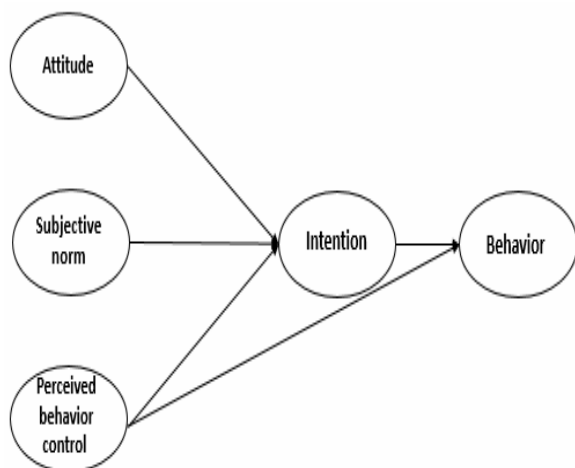 Attitude
Subjective
norm
Intention
Behavior
Perceived
behavior
control